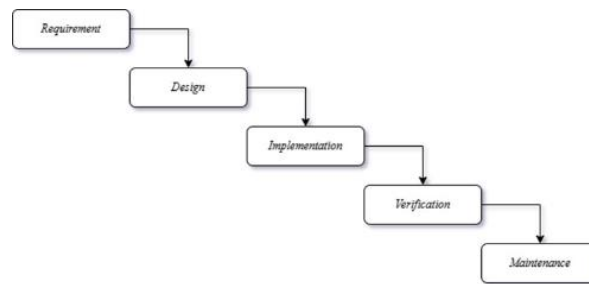 Requirement
Design
Implementation
Verification
Maintenance